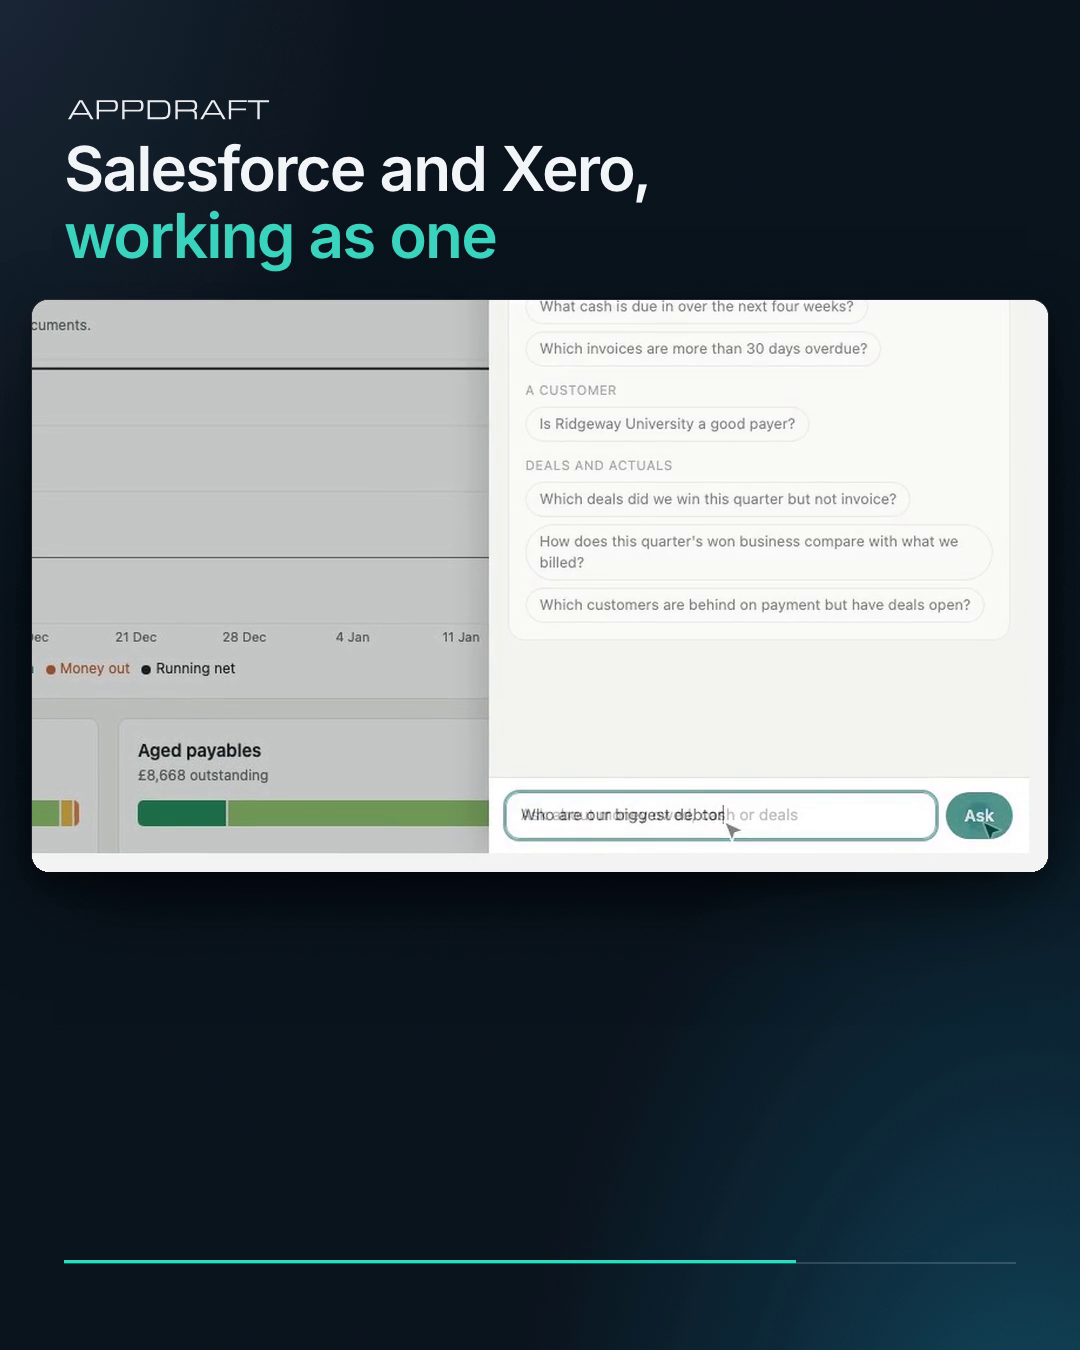 APPDRAFT
Salesforce and Xero,
working as one
cuments.
21 Dec
28 Dec
4 Jan
11 Jan
Money out
Running net
Aged payables
£8,668 outstanding
What cash is due in over the next four weeks?
Which invoices are more than 30 days overdue?
A CUSTOMER
Is Ridgeway University a good payer?
DEALS AND ACTUALS
Which deals did we win this quarter but not invoice?
How does this quarter's won business compare with what we
billed?
Which customers are behind on payment but have deals open?
Who are our biggest debtor
or deals
Ask